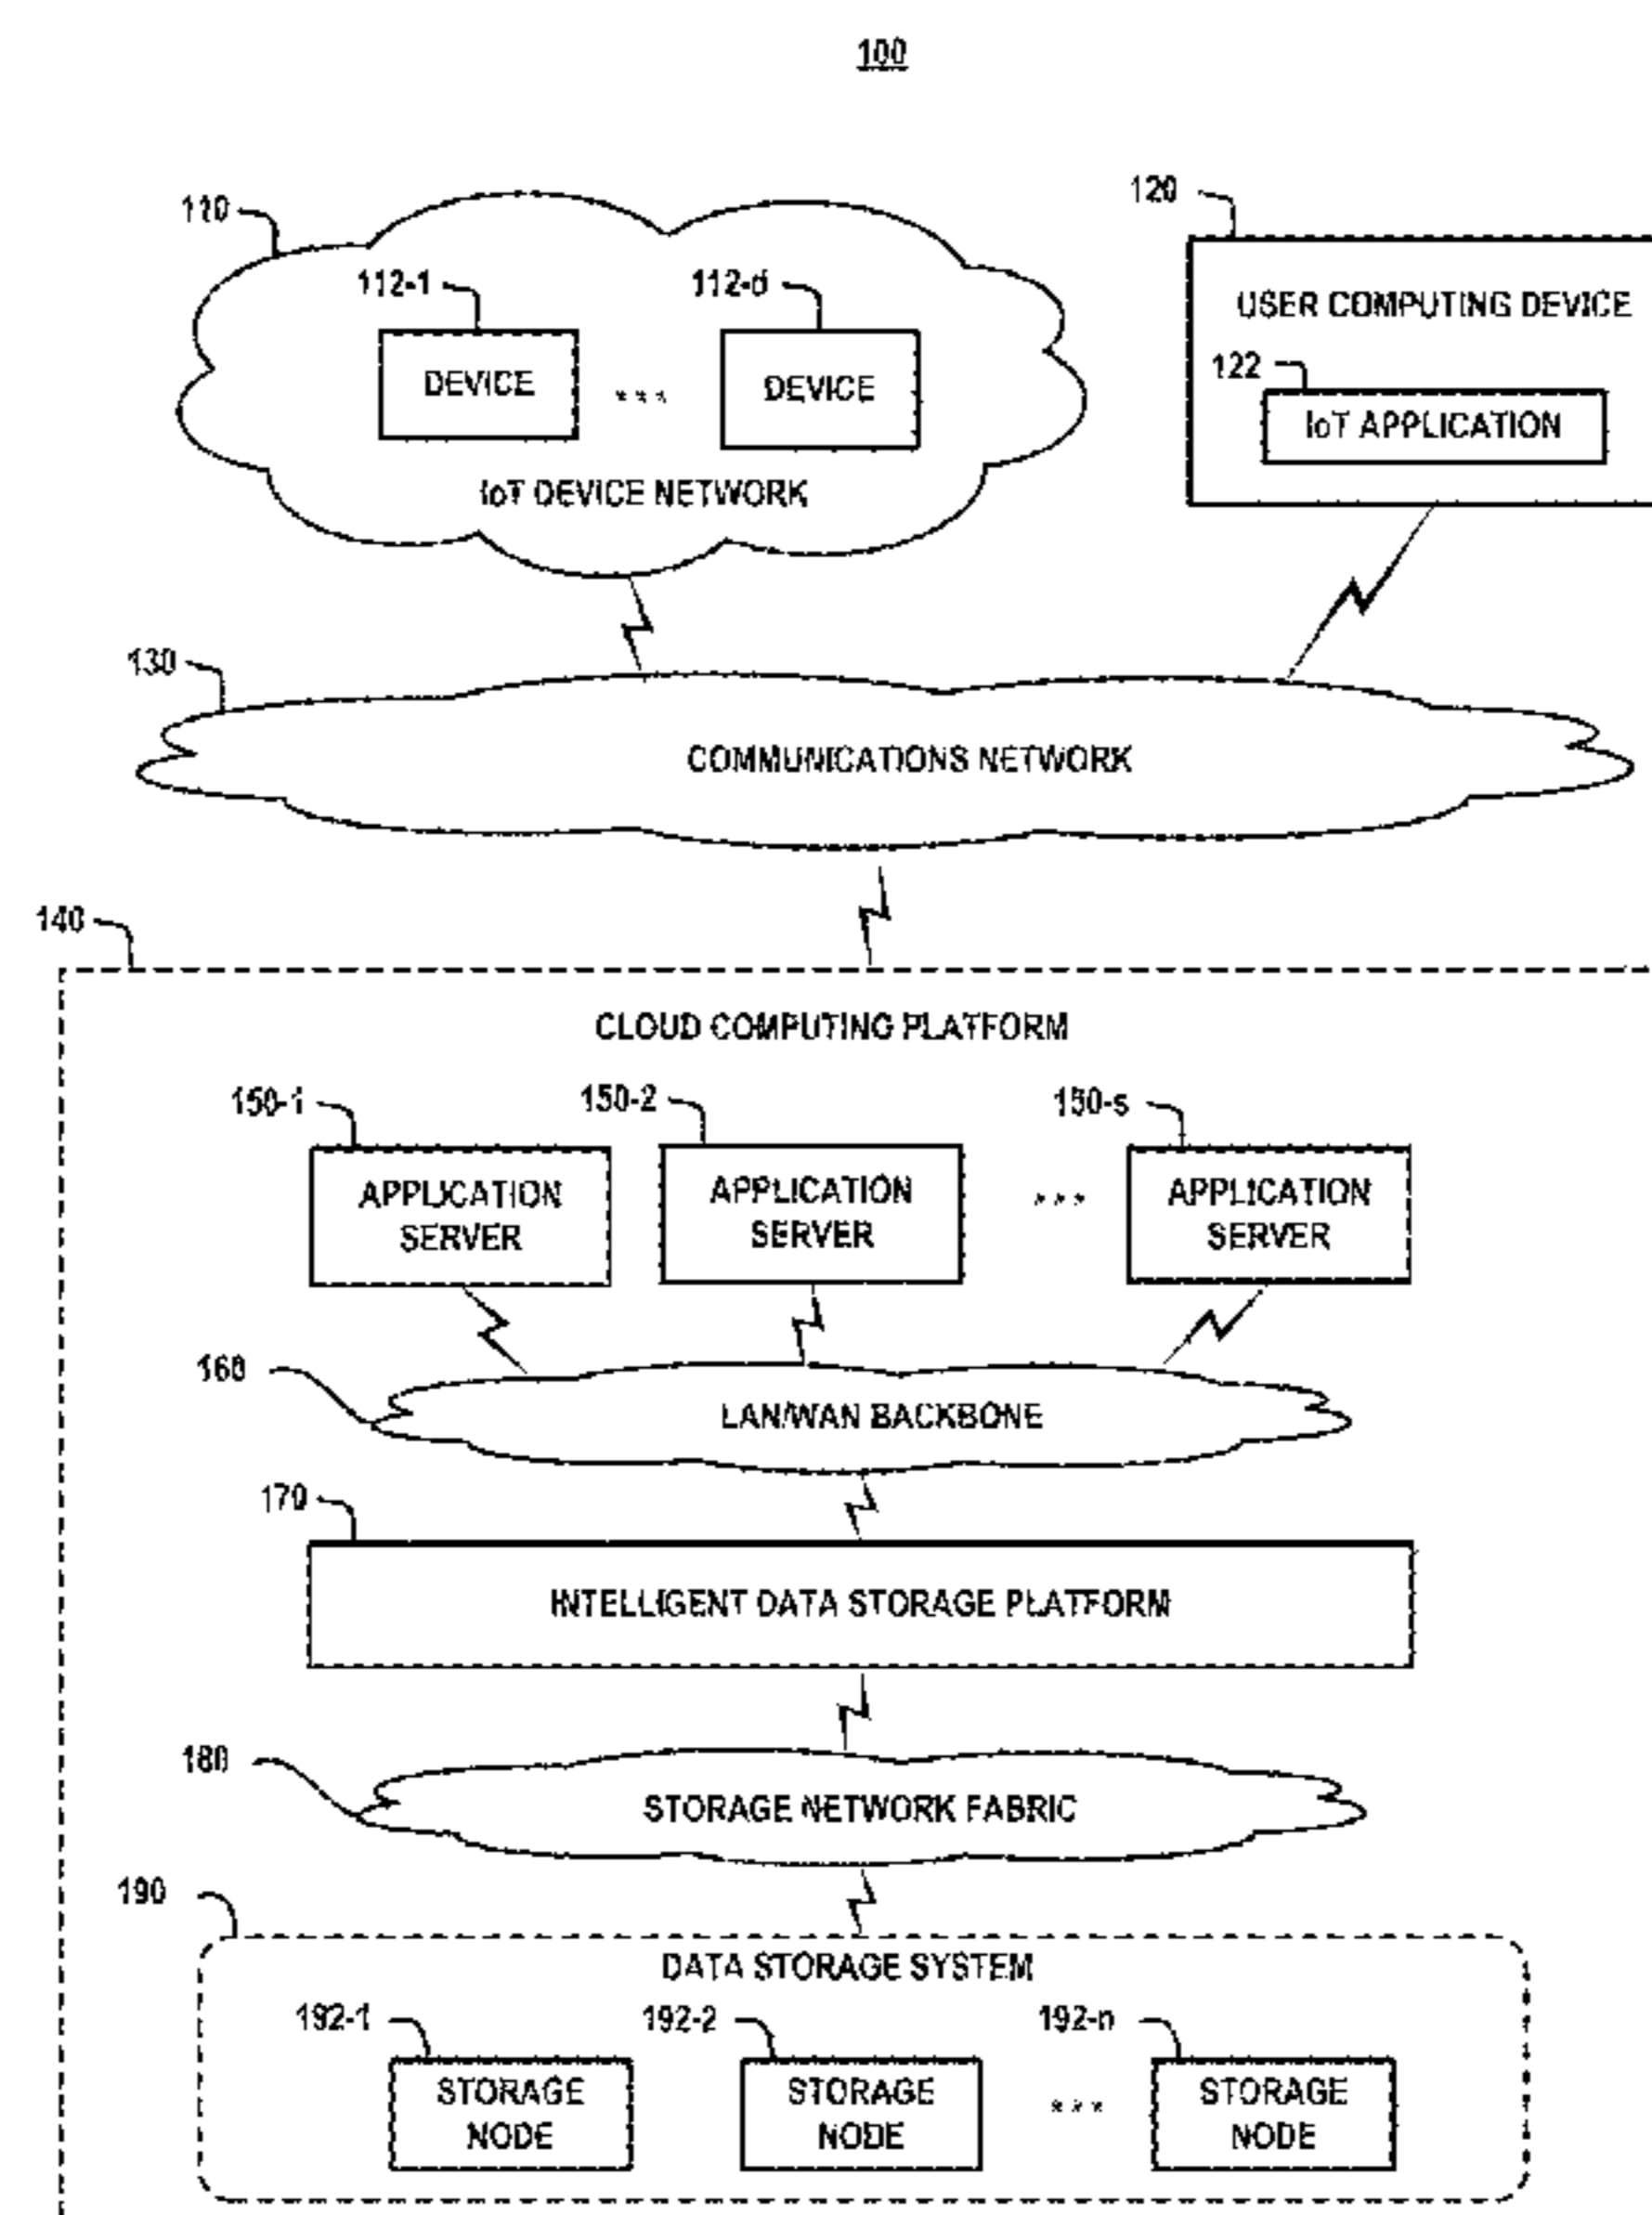 100
110
120
112-1
112-d
USER COMPUTING DEVICE
DEVICE
* * *
DEVICE
122
IoT APPLICATION
IoT DEVICE NETWORK
130
COMMUNICATIONS NETWORK
140
CLOUD COMPUTING PLATFORM
150-1
150-2
150-s
APPLICATION
SERVER
APPLICATION
SERVER
* * *
APPLICATION
SERVER
160
LAN/WAN BACKBONE
170
INTELLIGENT DATA STORAGE PLATFORM
180
STORAGE NETWORK FABRIC
190
DATA STORAGE SYSTEM
192-1
192-2
192-n
STORAGE
NODE
STORAGE
NODE
* * *
STORAGE
NODE